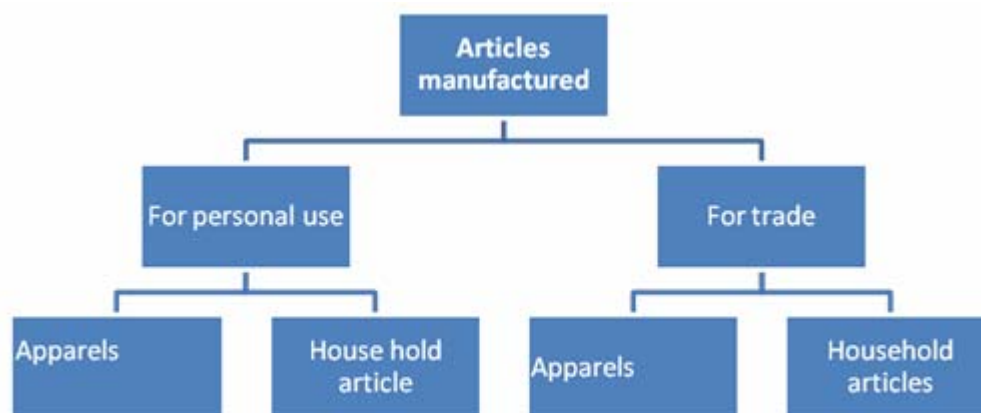 Articles
manufactured
For personal use
For trade
Apparels
House hold
article
Apparels
Household
articles